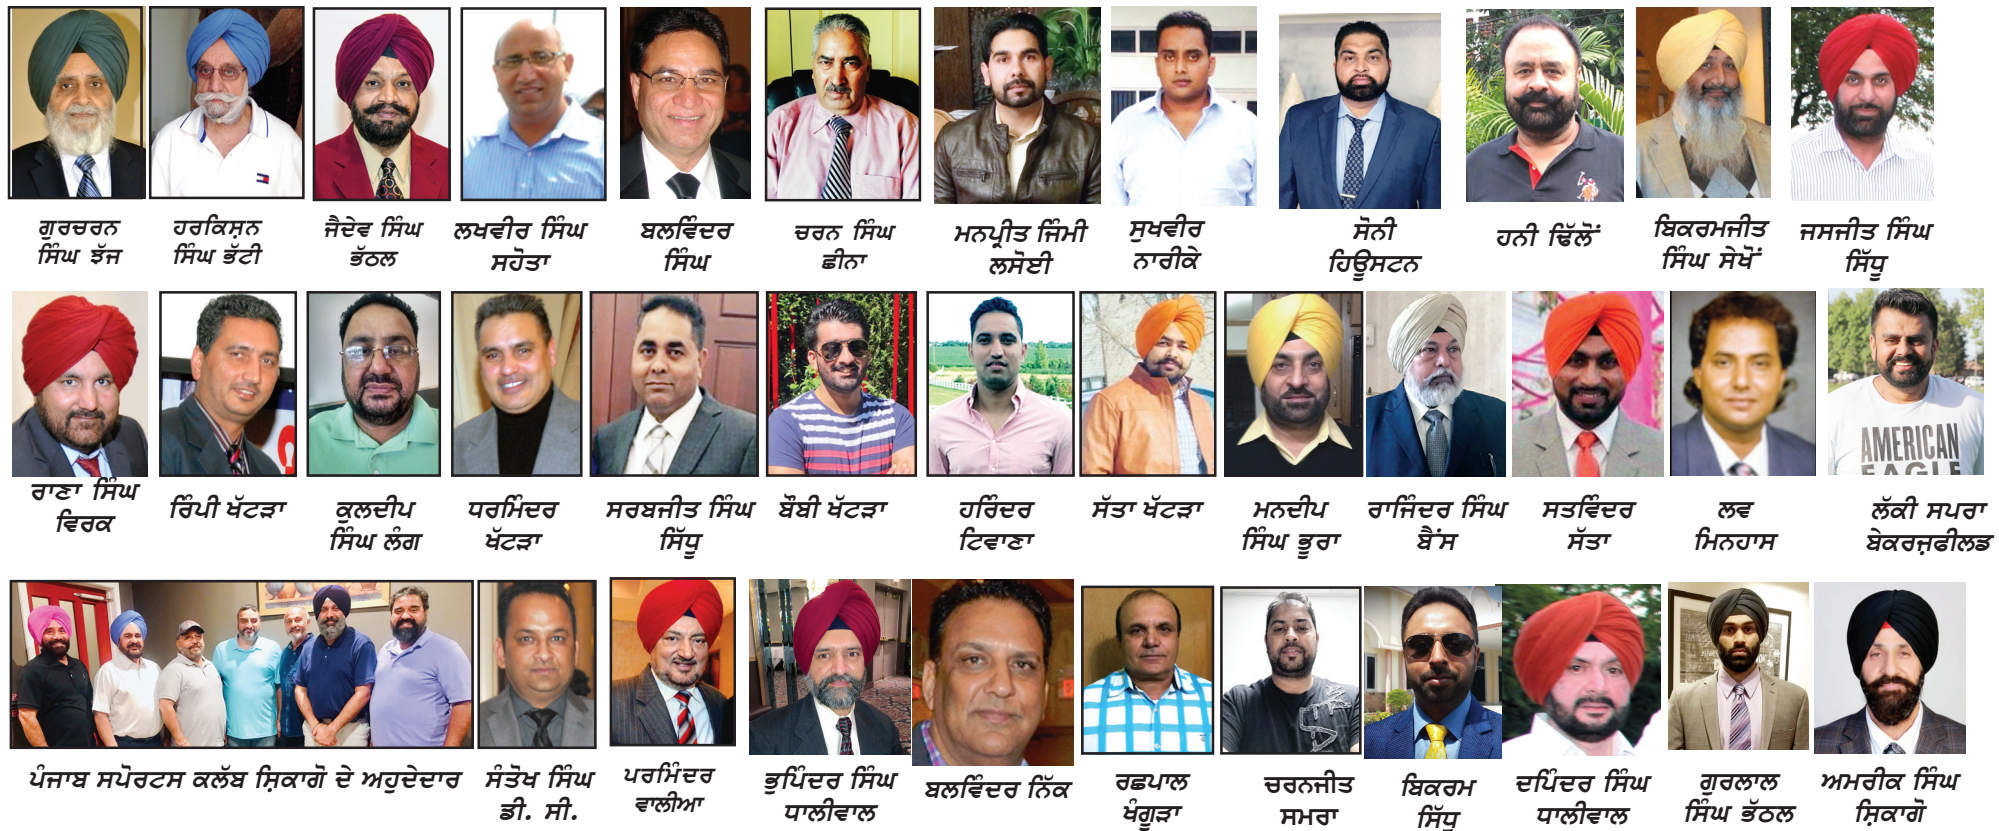 ਗੁਰਚਰਨ
ਸਿੰਘ ਝੱਜ
ਹਰਕਿਸ਼ਨ
ਸਿੰਘ ਭੱਟੀ
ਜੈਦੇਵ ਸਿੰਘ
ਭੱਠਲ
ਲਖਵੀਰ ਸਿੰਘ
ਸਹੋਤਾ
ਬਲਵਿੰਦਰ
ਸਿੰਘ
ਚਰਨ ਸਿੰਘ
ਛੀਨਾ
ਮਨਪ੍ਰੀਤ ਜਿੰਮੀ
ਲਸੋਈ
ਸੁਖਵੀਰ
ਨਾਰੀਕੇ
ਸੋਨੀ
ਹਿਊਸਟਨ
ਹਨੀ ਢਿੱਲੋਂ
ਬਿਕਰਮਜੀਤ
ਸਿੰਘ ਸੇਖੋਂ
ਜਸਜੀਤ ਸਿੰਘ
ਸਿੱਧੂ
ਰਾਣਾ ਸਿੰਘ
ਵਿਰਕ
ਰਿੰਪੀ ਖੱਟੜਾ
ਕੁਲਦੀਪ
ਸਿੰਘ ਲੰਗ
ਧਰਮਿੰਦਰ
ਖੱਟੜਾ
ਸਰਬਜੀਤ ਸਿੰਘ
ਸਿੱਧੂ
ਬੌਬੀ ਖੱਟੜਾ
ਹਰਿੰਦਰ
ਟਿਵਾਣਾ
ਸੱਤਾ ਖੱਟੜਾ
ਮਨਦੀਪ
ਸਿੰਘ ਭੂਰਾ
ਰਾਜਿੰਦਰ ਸਿੰਘ
ਬੈਂਸ
ਸਤਵਿੰਦਰ
ਸੱਤਾ
ਲਵ
ਮਿਨਹਾਸ
AMERICAN
EAGLE
ਲੱਕੀ ਸਪਰਾ
ਬੇਕਰਜ਼ਫੀਲਡ
ਪੰਜਾਬ ਸਪੋਰਟਸ ਕਲੱਬ ਸ਼ਿਕਾਗੋ ਦੇ ਅਹੁਦੇਦਾਰ
ਸੰਤੋਖ ਸਿੰਘ
ਡੀ. ਸੀ.
ਪਰਮਿੰਦਰ
ਵਾਲੀਆ
ਭੁਪਿੰਦਰ ਸਿੰਘ
ਧਾਲੀਵਾਲ
ਬਲਵਿੰਦਰ ਨਿੱਕ
ਰਛਪਾਲ
ਖੰਗੂੜਾ
ਚਰਨਜੀਤ
ਸਮਰਾ
ਬਿਕਰਮ
ਸਿੱਧੂ
ਦਪਿੰਦਰ ਸਿੰਘ
ਧਾਲੀਵਾਲ
ਗੁਰਲਾਲ
ਸਿੰਘ ਭੱਠਲ
ਅਮਰੀਕ ਸਿੰਘ
ਸ਼ਿਕਾਗੋ